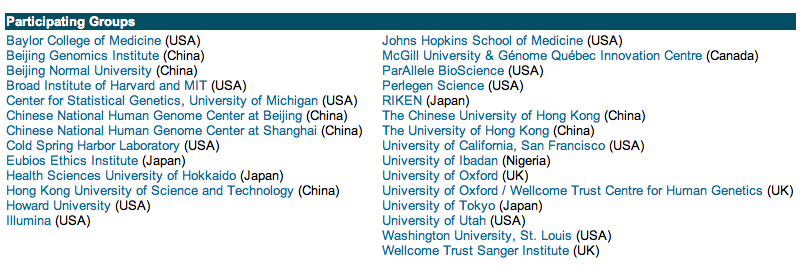 Participating Groups
Baylor College of Medicine (USA)
Beijing Genomics Institute (China)
Beijing Normal University (China)
Broad Institute of Harvard and MIT (USA)
Center for Statistical Genetics, University of Michigan (USA)
Chinese National Human Genome Center at Beijing (China)
Chinese National Human Genome Center at Shanghai (China)
Cold Spring Harbor Laboratory (USA)
Eubios Ethics Institute (Japan)
Health Sciences University of Hokkaido (Japan)
Hong Kong University of Science and Technology (China)
Howard University (USA)
Illumina (USA)
Johns Hopkins School of Medicine (USA)
McGill University & Génome Québec Innovation Centre (Canada)
ParAllele BioScience (USA)
Perlegen Science (USA)
RIKEN (Japan)
The Chinese University of Hong Kong (China)
The University of Hong Kong (China)
University of California, San Francisco (USA)
University of Ibadan (Nigeria)
University of Oxford (UK)
University of Oxford / Wellcome Trust Centre for Human Genetics (UK)
University of Tokyo (Japan)
University of Utah (USA)
Washington University, St. Louis (USA)
Wellcome Trust Sanger Institute (UK)